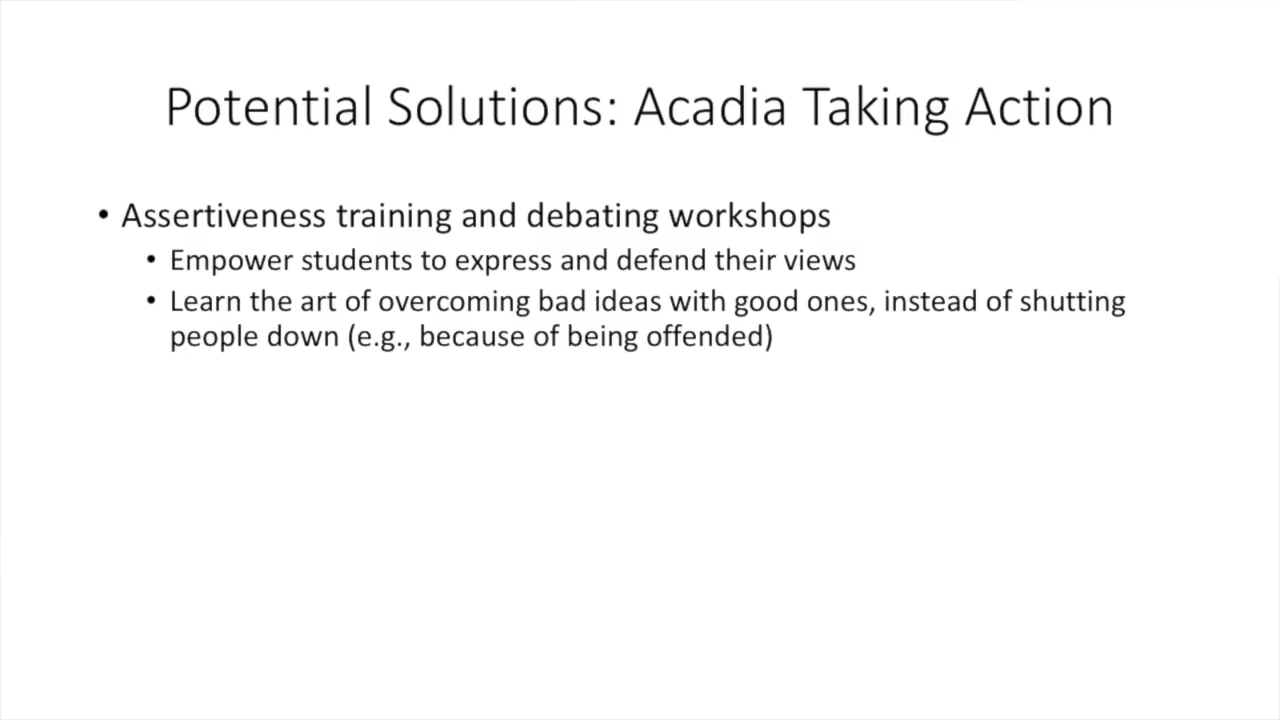 Potential Solutions: Acadia Taking Action
• Assertiveness training and debating workshops
• Empower students to express and defend their views
• Learn the art of overcoming bad ideas with good ones, instead of shutting
people down (e.g., because of being offended)